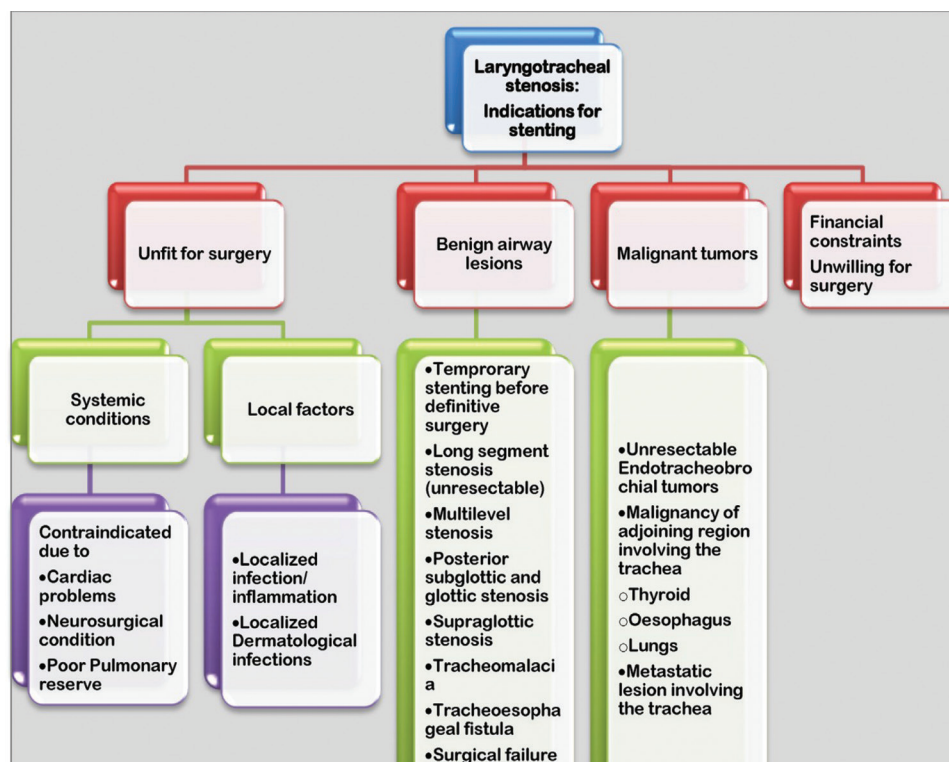 Laryngotracheal
stenosis:
Indications for
stenting
Unfit for surgery
Benign airway
lesions
Malignant tumors
Financial
constraints
Unwilling for
surgery
Systemic
conditions
Local factors
Contraindicated
due to
•Cardiac
problems
•Neurosurgical
condition
•Poor Pulmonary
reserve
•Localized
infection/
inflammation
•Localized
Dermatological
infections
•Temprorary
stenting before
definitive
surgery
•Long segment
stenosis
(unresectable)
•Multilevel
stenosis
•Posterior
subglottic and
glottic stenosis
•Supraglottic
stenosis
•Tracheomalaci
a
•Tracheoesopha
geal fistula
•Surgical failure
•Unresectable
Endotracheobro
chial tumors
•Malignancy of
adjoining region
involving the
trachea
○Thyroid
○Oesophagus
○Lungs
•Metastatic
lesion involving
the trachea